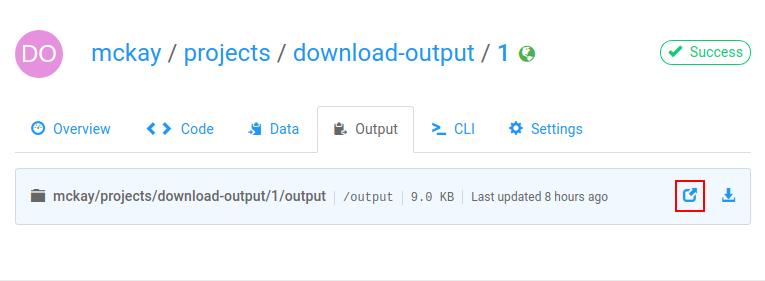 DO mckay / projects / download-output / 1 Success
Overview Code Data Output CLI Settings
mckay/projects/download-output/1/output /output 9.0 KB Last updated 8 hours ago